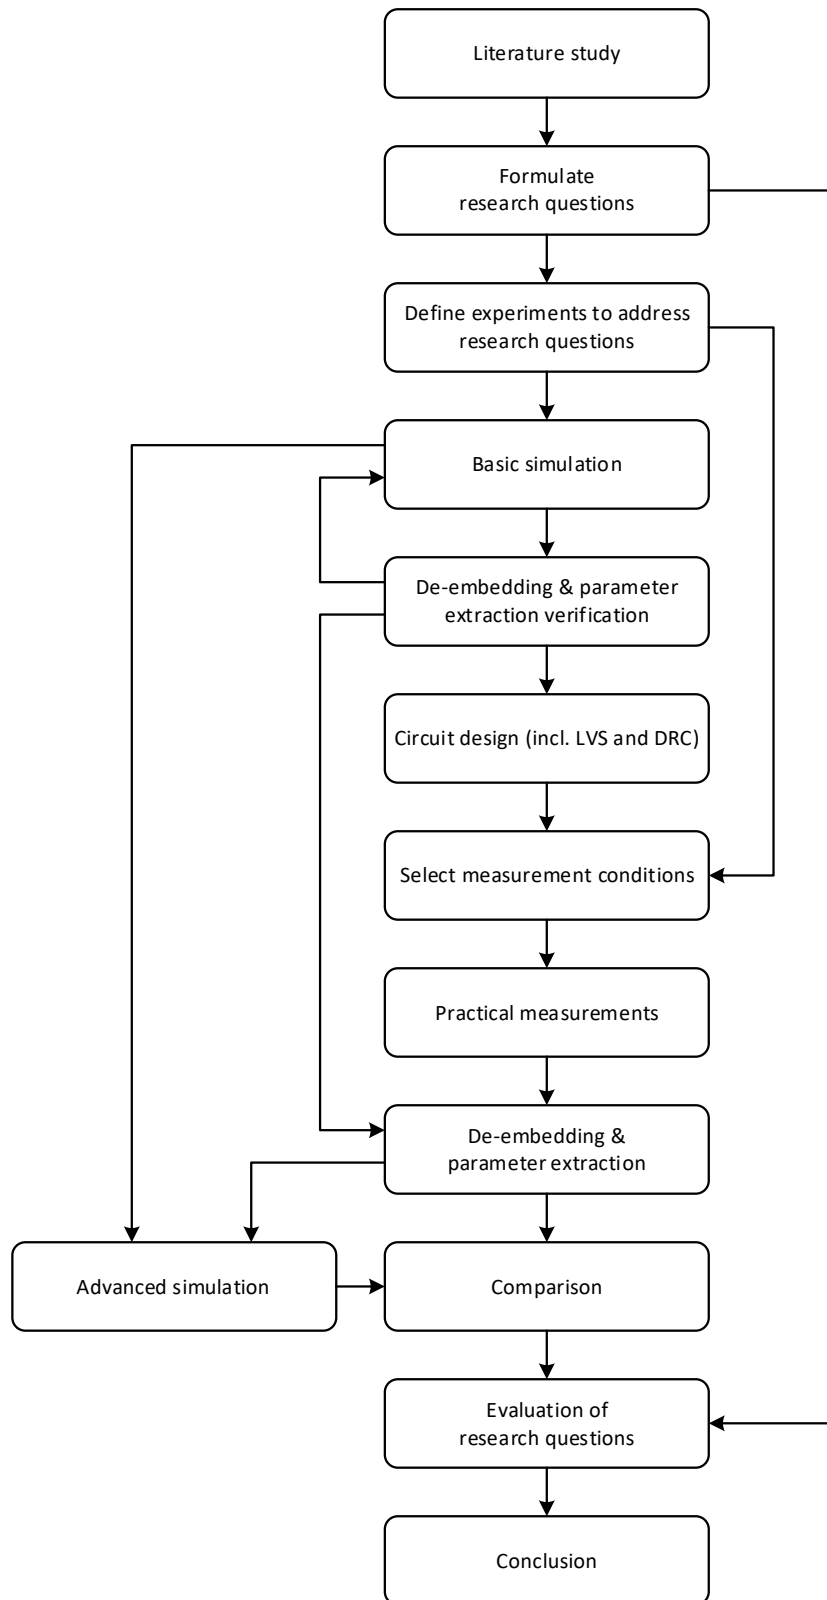 Literature study
Formulate
research questions
Define experiments to address
research questions
Basic simulation
De-embedding & parameter
extraction verification
Circuit design (incl. LVS and DRC)
Select measurement conditions
Practical measurements
De-embedding &
parameter extraction
Advanced simulation
Comparison
Evaluation of
research questions
Conclusion